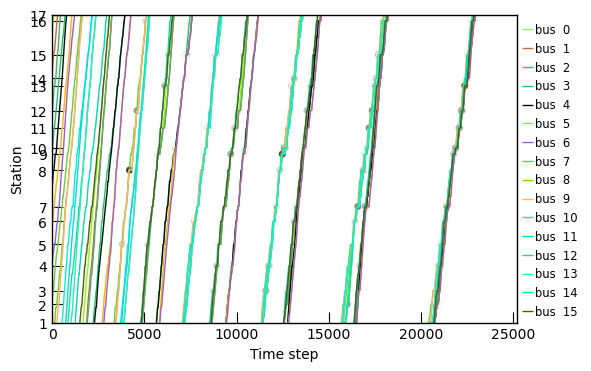 17
16
15
14
13
12
11
10
9
8
7
6
5
4
3
2
1
Station
0 5000 10000 15000 20000 25000
Time step
bus 0
bus 1
bus 2
bus 3
bus 4
bus 5
bus 6
bus 7
bus 8
bus 9
bus 10
bus 11
bus 12
bus 13
bus 14
bus 15